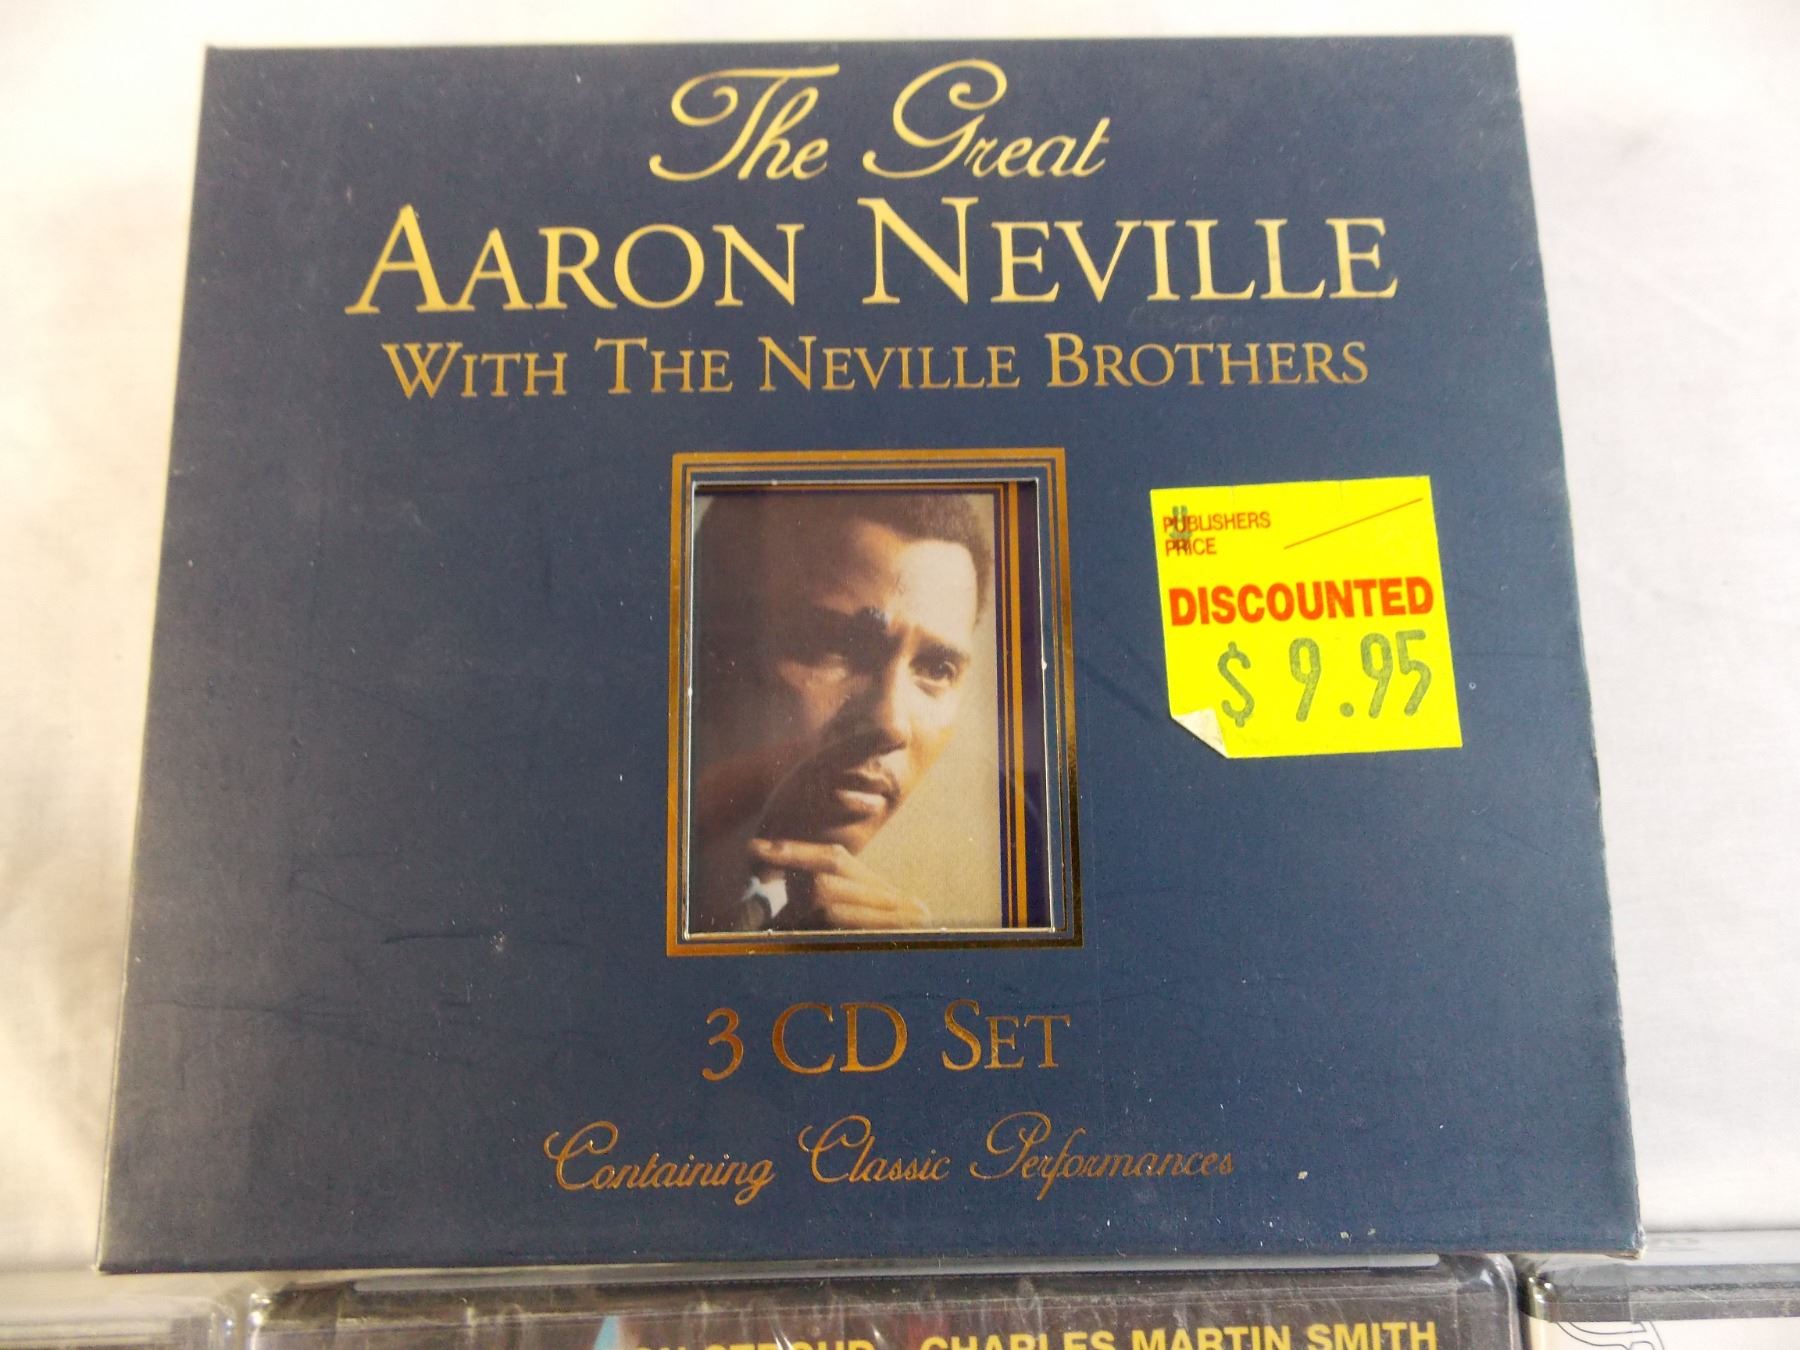 The Great
AARON NEVILLE
WITH THE NEVILLE BROTHERS
PUBLISHERS
PRICE
DISCOUNTED
$ 9.95
3 CD SET
Containing Classic Performances
STROUD CHARLES MARTIN SMITH